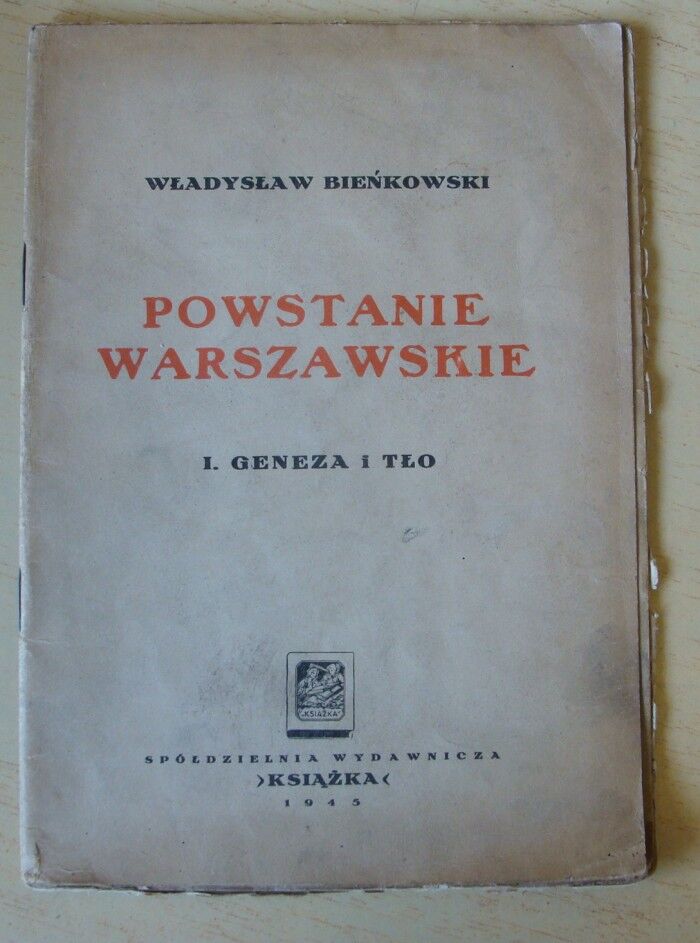 WŁADYSŁAW BIEŃKOWSKI
POWSTANIE
WARSZAWSKIE
I. GENEZA i TŁO
„KSIĄŻKA”
SPÓŁDZIELNIA WYDAWNICZA
›KSIĄŻKA‹
1945